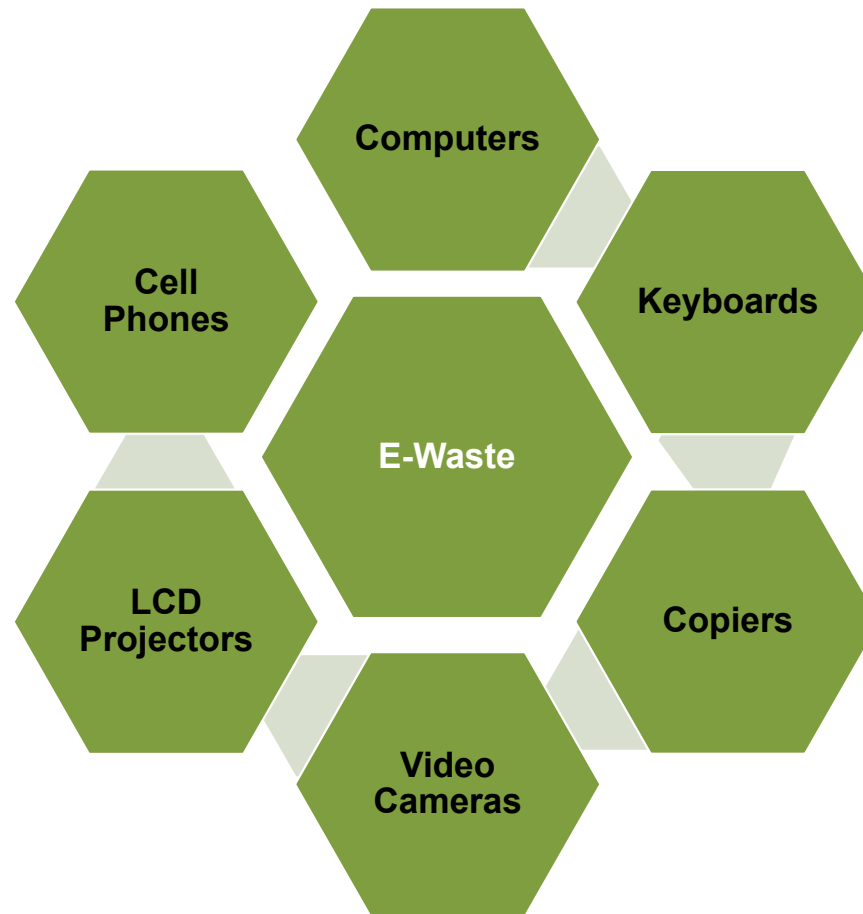 Computers
Keyboards
Copiers
Video
Cameras
LCD
Projectors
Cell
Phones
E-Waste